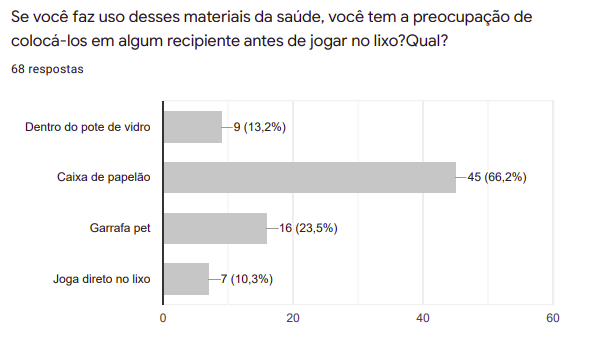 Se você faz uso desses materiais da saúde, você tem a preocupação de
colocá-los em algum recipiente antes de jogar no lixo?Qual?
68 respostas
Dentro do pote de vidro
9 (13,2%)
Caixa de papelão
45 (66,2%)
Garrafa pet
16 (23,5%)
Joga direto no lixo
7 (10,3%)
0
20
40
60